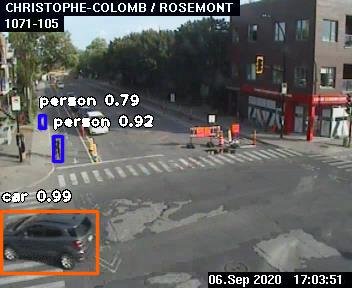 CHRISTOPHE-COLOMB / ROSEMONT
1071-105
person 0.79
person 0.92
car 0.99
06.Sep 2020 17:03:51